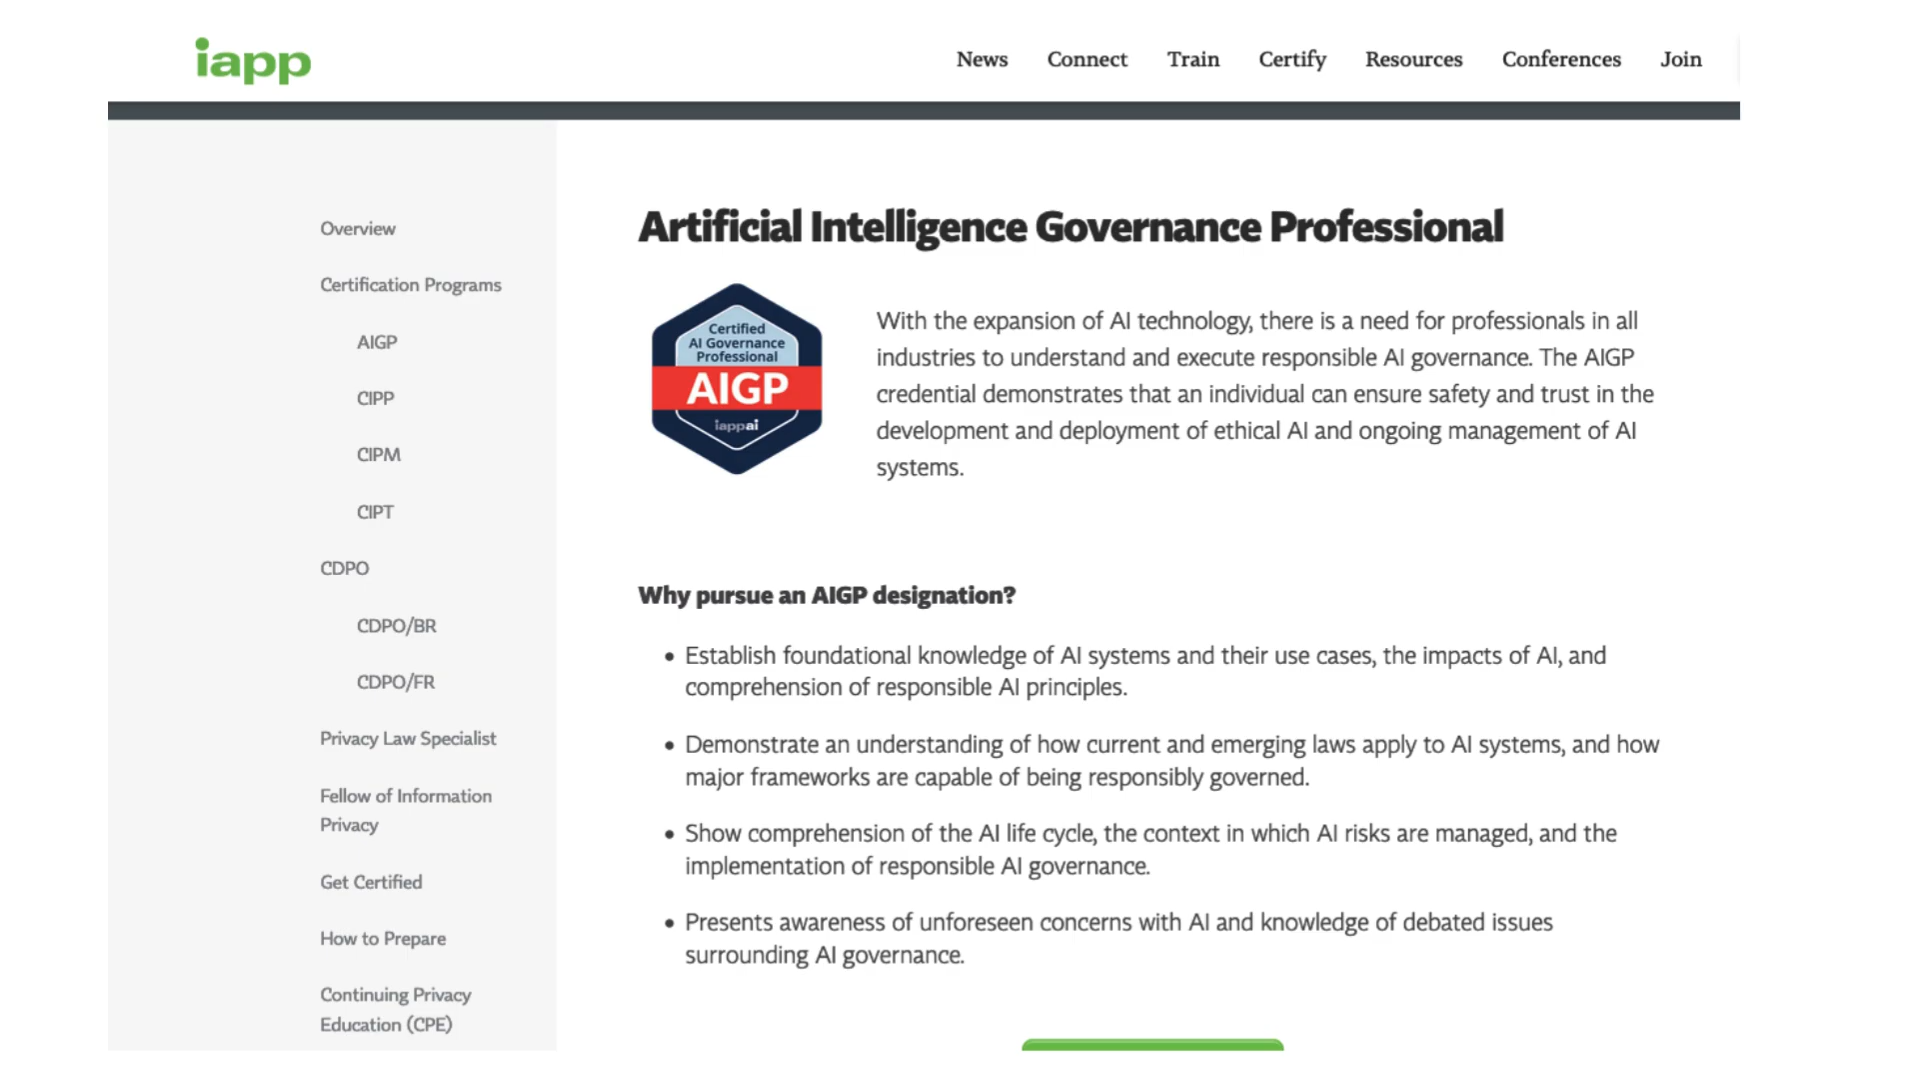 iapp
News Connect Train Certify Resources Conferences Join
Overview
Certification Programs
AIGP
CIPP
CIPM
CIPT
CDPO
CDPO/BR
CDPO/FR
Privacy Law Specialist
Fellow of Information
Privacy
Get Certified
How to Prepare
Continuing Privacy
Education (CPE)
Artificial Intelligence Governance Professional
Certified
AI Governance
Professional
AIGP
iappai
With the expansion of AI technology, there is a need for professionals in all
industries to understand and execute responsible AI governance. The AIGP
credential demonstrates that an individual can ensure safety and trust in the
development and deployment of ethical AI and ongoing management of AI
systems.
Why pursue an AIGP designation?
• Establish foundational knowledge of AI systems and their use cases, the impacts of AI, and
comprehension of responsible AI principles.
• Demonstrate an understanding of how current and emerging laws apply to AI systems, and how
major frameworks are capable of being responsibly governed.
• Show comprehension of the AI life cycle, the context in which AI risks are managed, and the
implementation of responsible AI governance.
• Presents awareness of unforeseen concerns with AI and knowledge of debated issues
surrounding AI governance.